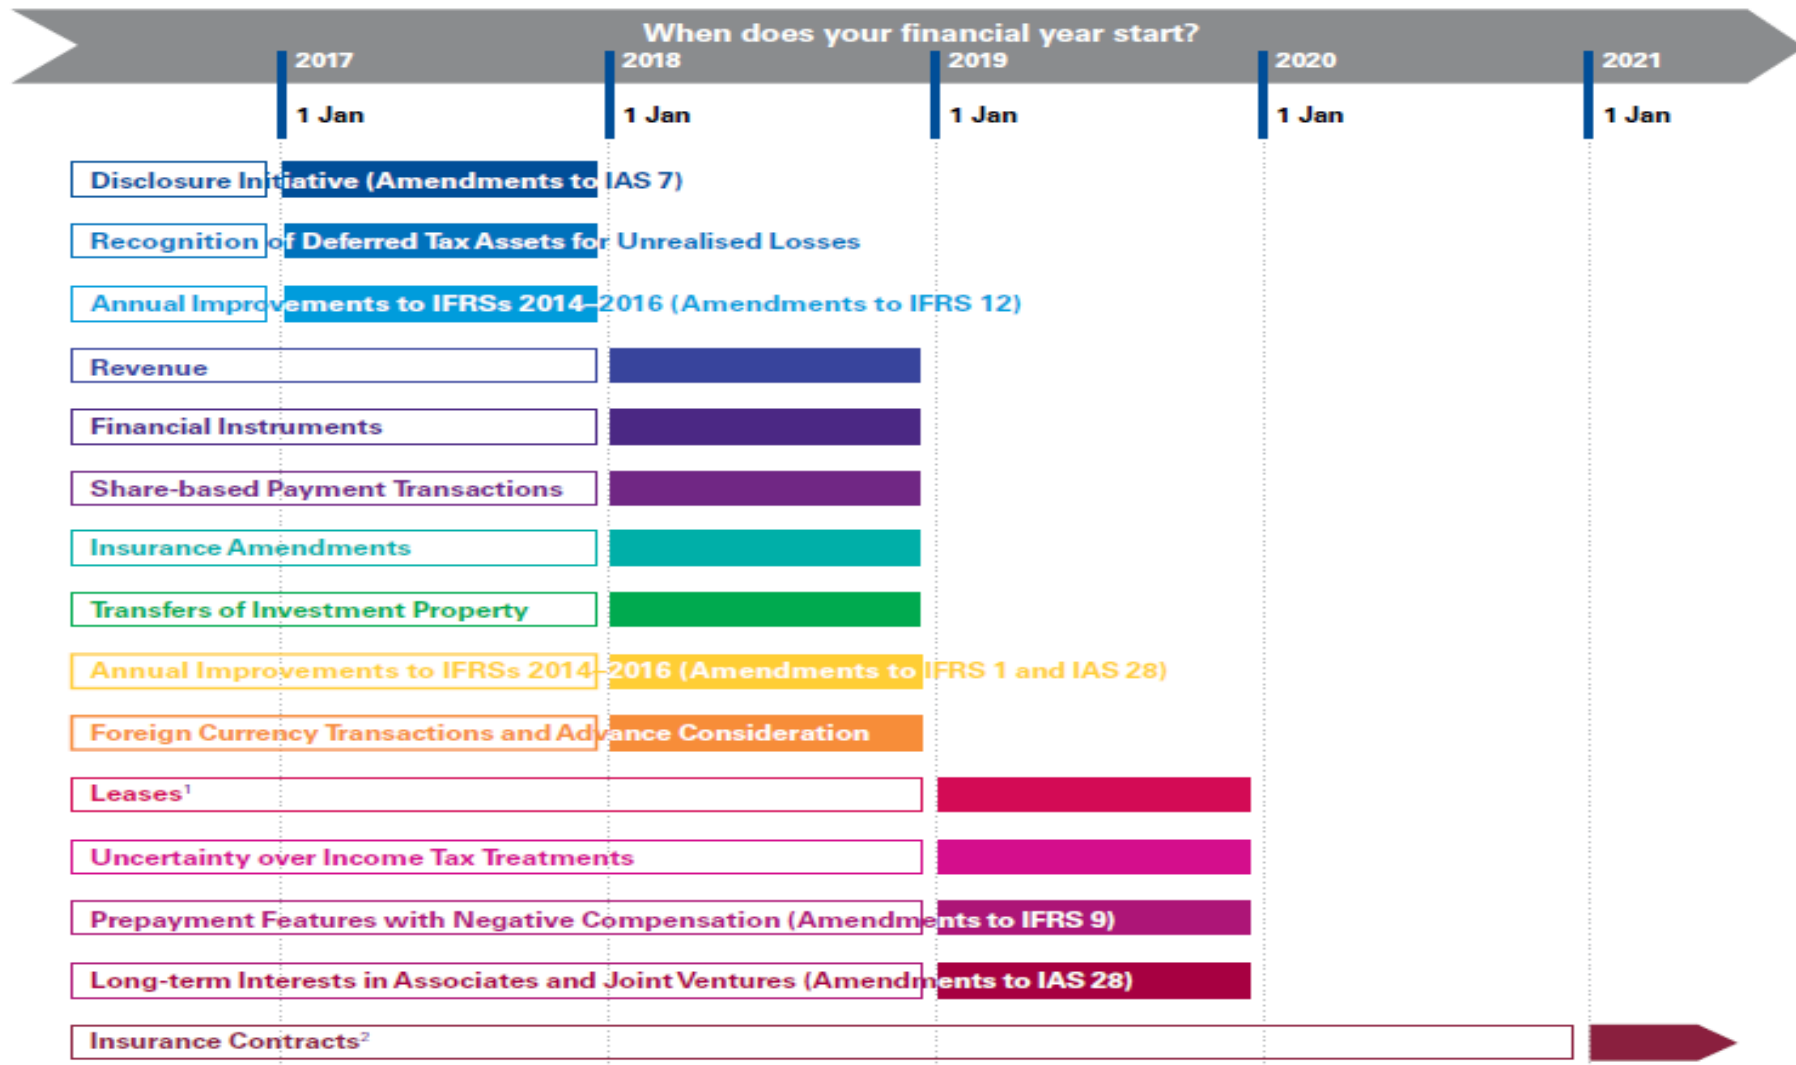 When does your financial year start?
2017 2018 2019 2020 2021
1 Jan 1 Jan 1 Jan 1 Jan 1 Jan
Disclosure Initiative (Amendments to IAS 7)
Recognition of Deferred Tax Assets for Unrealised Losses
Annual Improvements to IFRSs 2014–2016 (Amendments to IFRS 12)
Revenue
Financial Instruments
Share-based Payment Transactions
Insurance Amendments
Transfers of Investment Property
Annual Improvements to IFRSs 2014–2016 (Amendments to IFRS 1 and IAS 28)
Foreign Currency Transactions and Advance Consideration
Leases¹
Uncertainty over Income Tax Treatments
Prepayment Features with Negative Compensation (Amendments to IFRS 9)
Long-term Interests in Associates and Joint Ventures (Amendments to IAS 28)
Insurance Contracts²